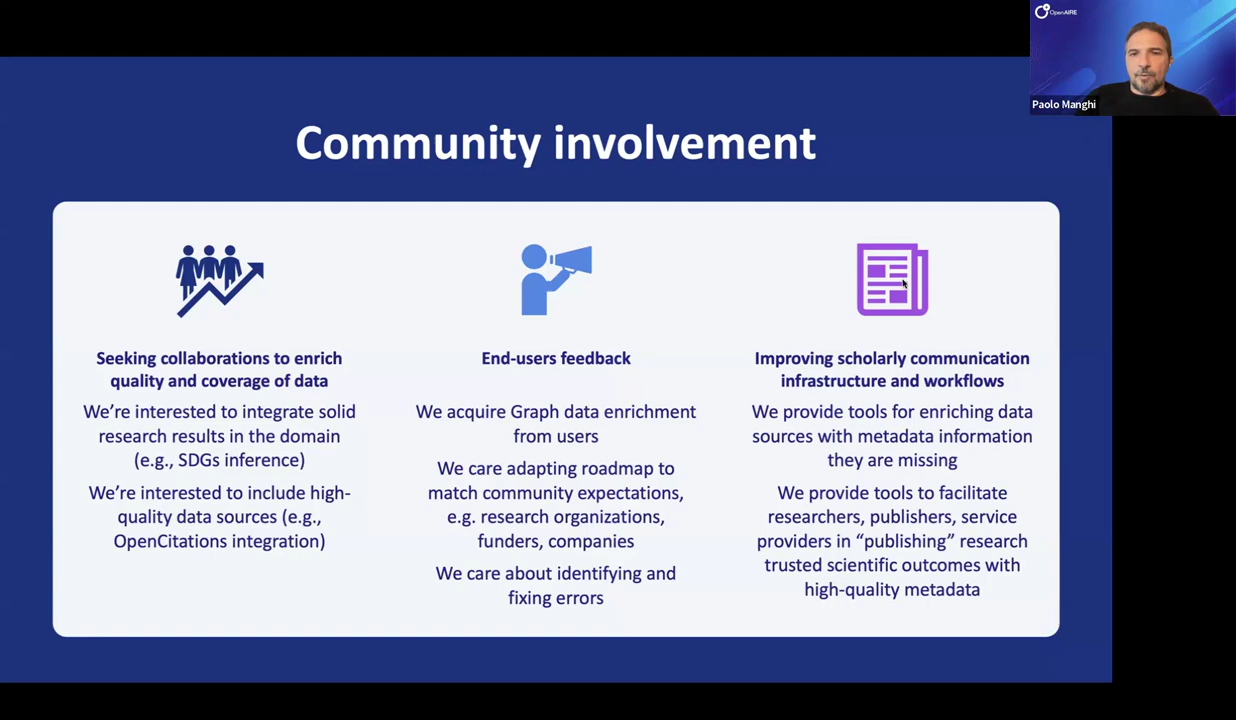 OpenAIRE
Paolo Manghi
Community involvement
Seeking collaborations to enrich
quality and coverage of data
We’re interested to integrate solid
research results in the domain
(e.g., SDGs inference)
We’re interested to include high-
quality data sources (e.g.,
OpenCitations integration)
End-users feedback
We acquire Graph data enrichment
from users
We care adapting roadmap to
match community expectations,
e.g. research organizations,
funders, companies
We care about identifying and
fixing errors
Improving scholarly communication
infrastructure and workflows
We provide tools for enriching data
sources with metadata information
they are missing
We provide tools to facilitate
researchers, publishers, service
providers in “publishing” research
trusted scientific outcomes with
high-quality metadata